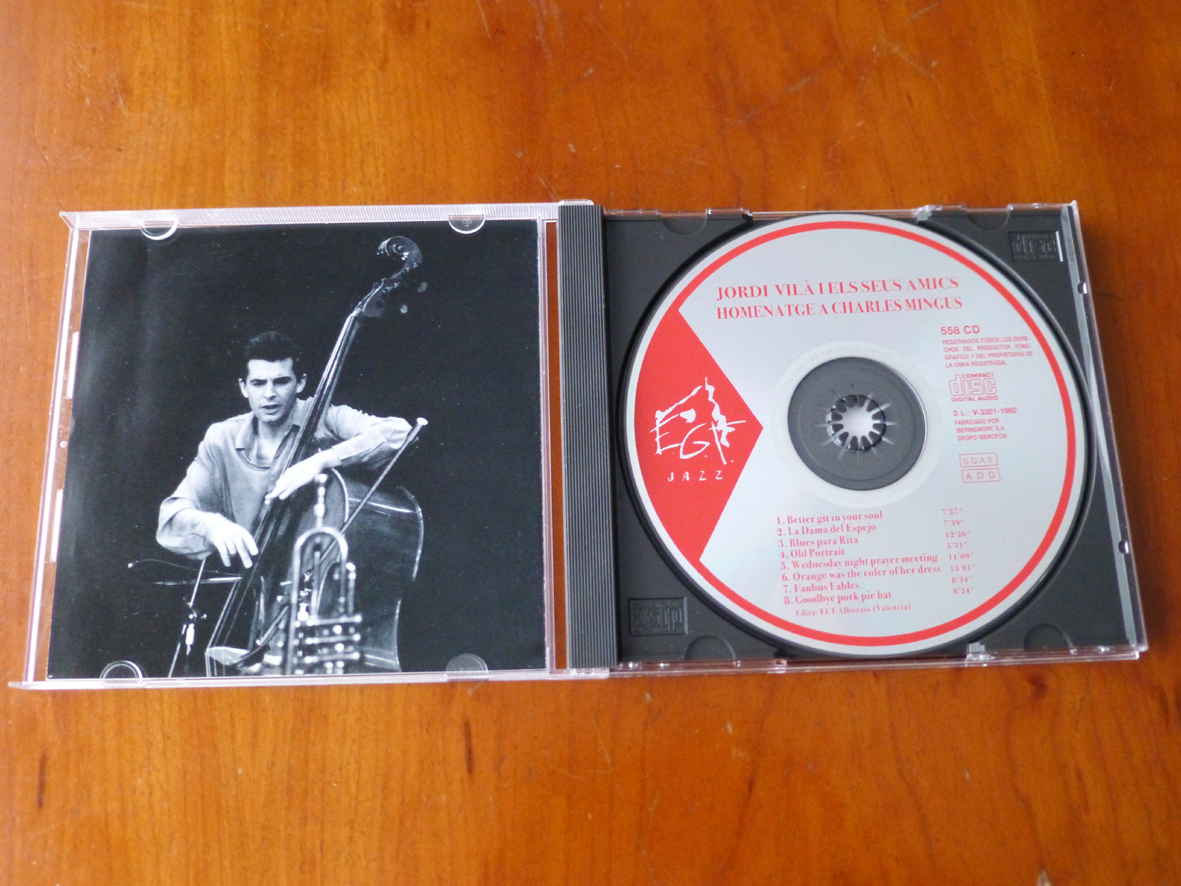 JORDI VILÀ I ELS SEUS AMICS
HOMENATGE A CHARLES MINGUS
558 CD
RESERVADOS TODOS LOS DERE-
CHOS DEL PRODUCTOR FONO-
GRAFICO Y DEL PROPIETARIO DE
LA OBRA REGISTRADA.
COMPACT
disc
DIGITAL AUDIO
D.L.: V-3351-1992
FABRICADO POR
IBERMEMORY, S.A.
GRUPO IBEROFON.
S.G.A.E.
A D D
E.G.T.
JAZZ
1. Better git in your soul 7'27"
2. La Dama del Espejo 7'39"
3. Blues para Rita 12'26"
4. Old Portrait 5'51"
5. Wednesday night prayer meeting 11'09"
6. Orange was the coler of her dress 13'01"
7. Faubus Fables 8'34"
8. Goodbye pork pie hat 8'24"
Edita: EGT Alboraia (Valencia)
disc
disc